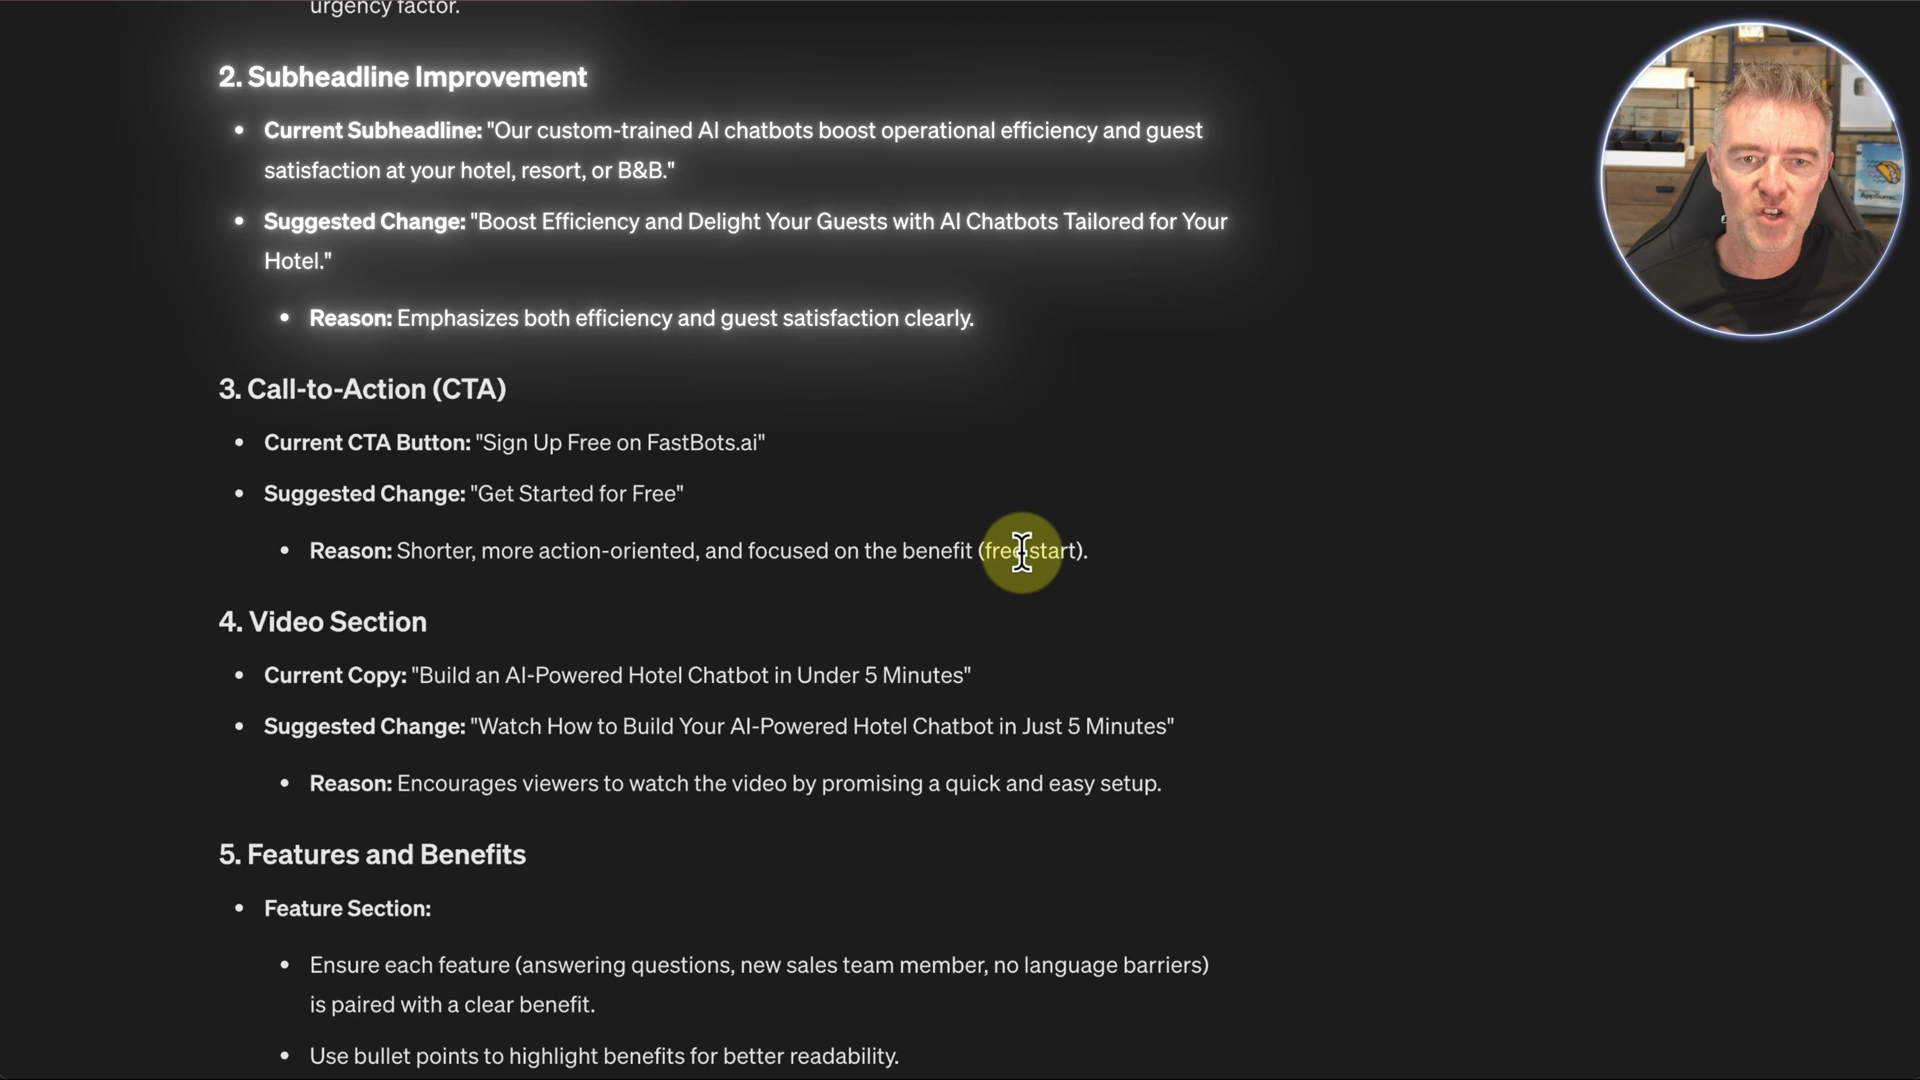 urgency factor.
2. Subheadline Improvement
• Current Subheadline: "Our custom-trained AI chatbots boost operational efficiency and guest
satisfaction at your hotel, resort, or B&B."
• Suggested Change: "Boost Efficiency and Delight Your Guests with AI Chatbots Tailored for Your
Hotel."
• Reason: Emphasizes both efficiency and guest satisfaction clearly.
3. Call-to-Action (CTA)
• Current CTA Button: "Sign Up Free on FastBots.ai"
• Suggested Change: "Get Started for Free"
• Reason: Shorter, more action-oriented, and focused on the benefit (free start).
4. Video Section
• Current Copy: "Build an AI-Powered Hotel Chatbot in Under 5 Minutes"
• Suggested Change: "Watch How to Build Your AI-Powered Hotel Chatbot in Just 5 Minutes"
• Reason: Encourages viewers to watch the video by promising a quick and easy setup.
5. Features and Benefits
• Feature Section:
• Ensure each feature (answering questions, new sales team member, no language barriers)
is paired with a clear benefit.
• Use bullet points to highlight benefits for better readability.
AppSumo